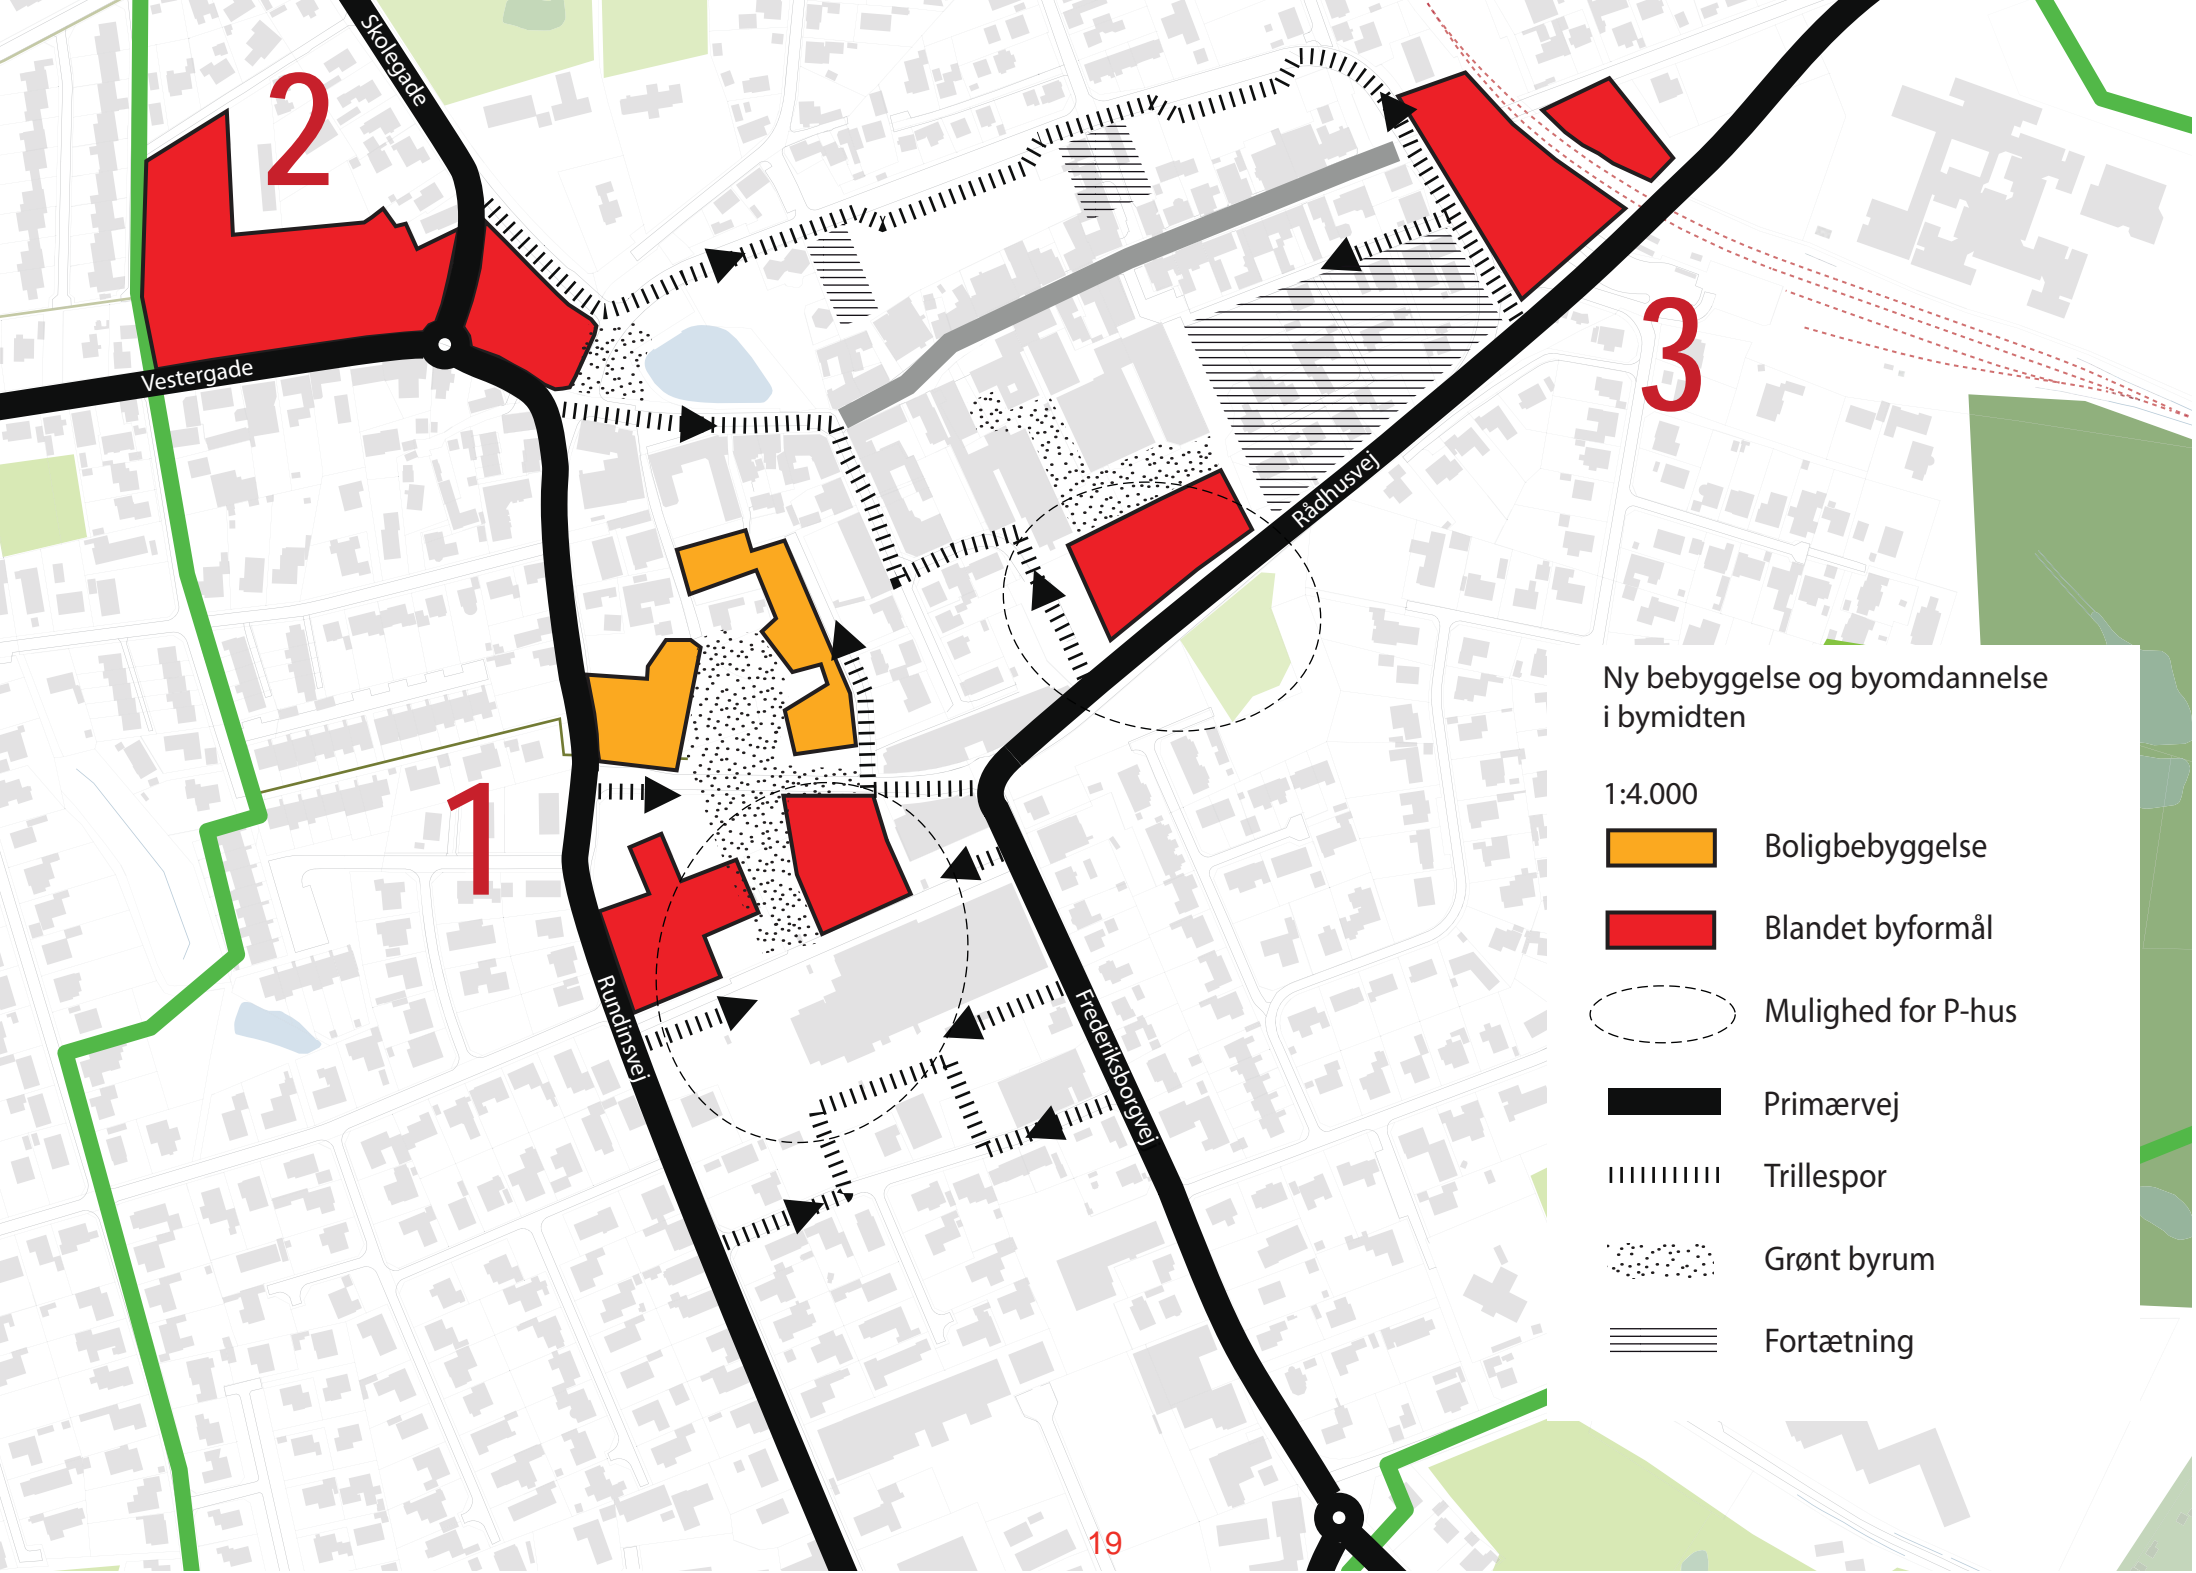 Skolegade
2
Vestergade
3
Rådhusvej
1
Rundinsvej
Frederiksborgvej
Ny bebyggelse og byomdannelse
i bymidten
1:4.000
Boligbebyggelse
Blandet byformål
Mulighed for P-hus
Primærvej
Trillespor
Grønt byrum
Fortætning
19